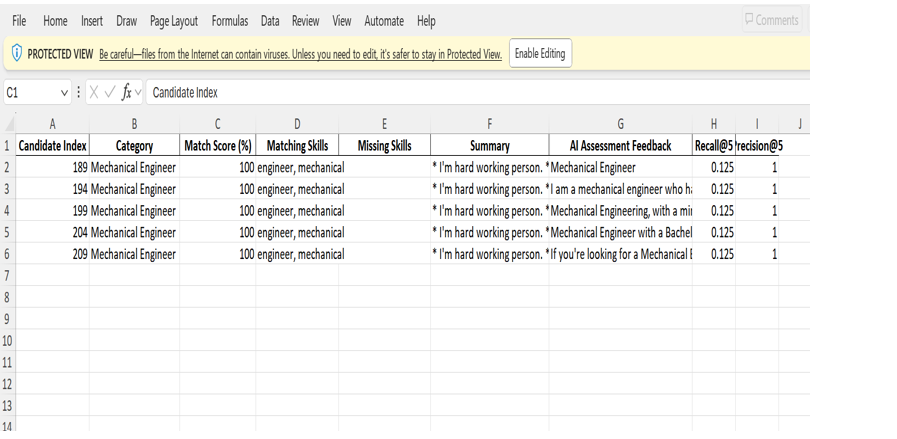 File Home Insert Draw Page Layout Formulas Data Review View Automate Help Comments
PROTECTED VIEW Be careful—files from the Internet can contain viruses. Unless you need to edit, it's safer to stay in Protected View. Enable Editing
C1 fx Candidate Index
A B C D E F G H I J
1 Candidate Index Category Match Score (%) Matching Skills Missing Skills Summary AI Assessment Feedback Recall@5 recision@5
2 189 Mechanical Engineer 100 engineer, mechanical * I'm hard working person. * Mechanical Engineer 0.125 1
3 194 Mechanical Engineer 100 engineer, mechanical * I'm hard working person. * I am a mechanical engineer who ha 0.125 1
4 199 Mechanical Engineer 100 engineer, mechanical * I'm hard working person. * Mechanical Engineering, with a min 0.125 1
5 204 Mechanical Engineer 100 engineer, mechanical * I'm hard working person. * Mechanical Engineer with a Bachel 0.125 1
6 209 Mechanical Engineer 100 engineer, mechanical * I'm hard working person. * If you're looking for a Mechanical E 0.125 1
7
8
9
10
11
12
13
14